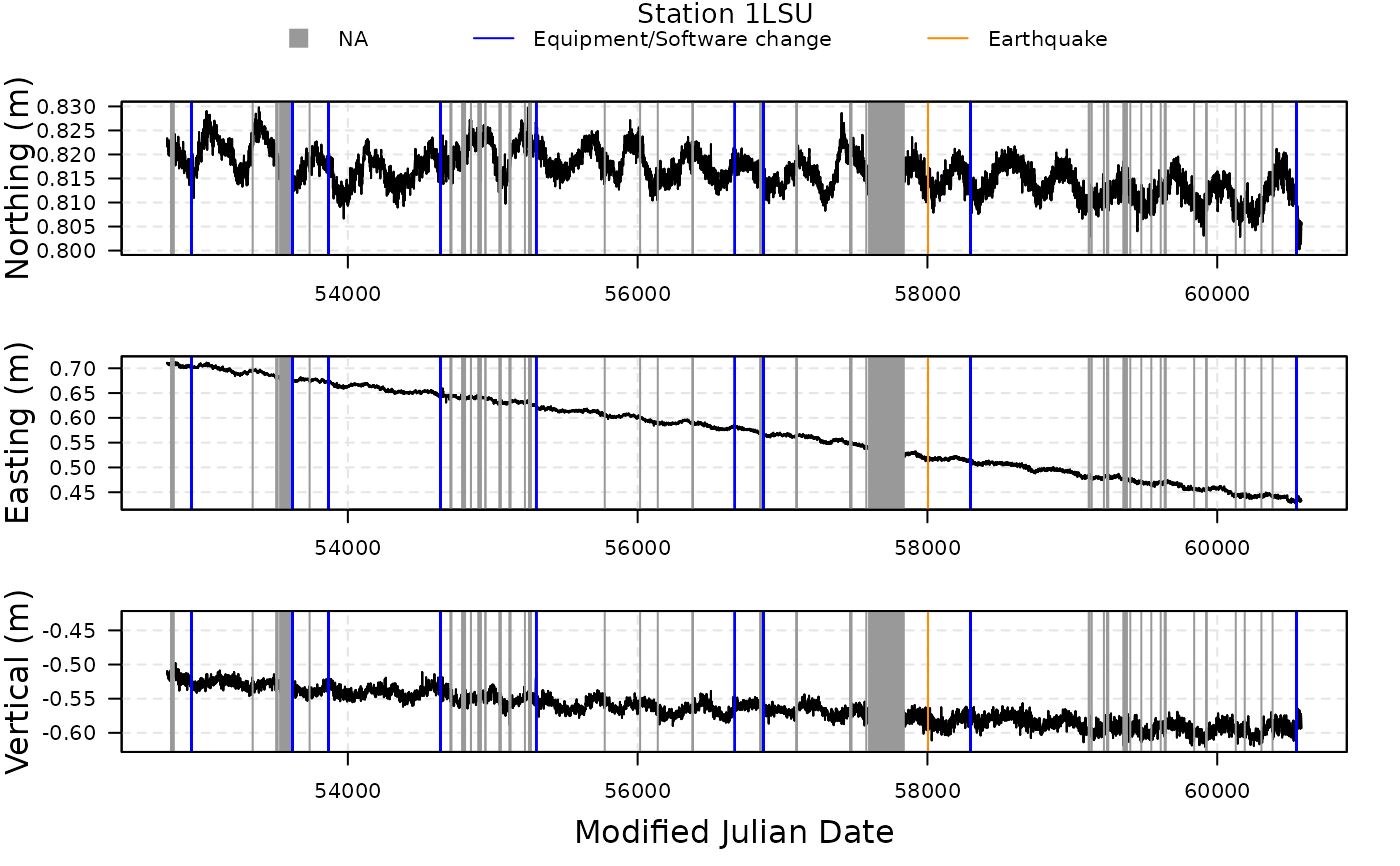 Station 1LSU
NA Equipment/Software change Earthquake
Northing (m)
0.830
0.825
0.820
0.815
0.810
0.805
0.800
54000 56000 58000 60000
Easting (m)
0.70
0.65
0.60
0.55
0.50
0.45
54000 56000 58000 60000
Vertical (m)
-0.45
-0.50
-0.55
-0.60
54000 56000 58000 60000
Modified Julian Date